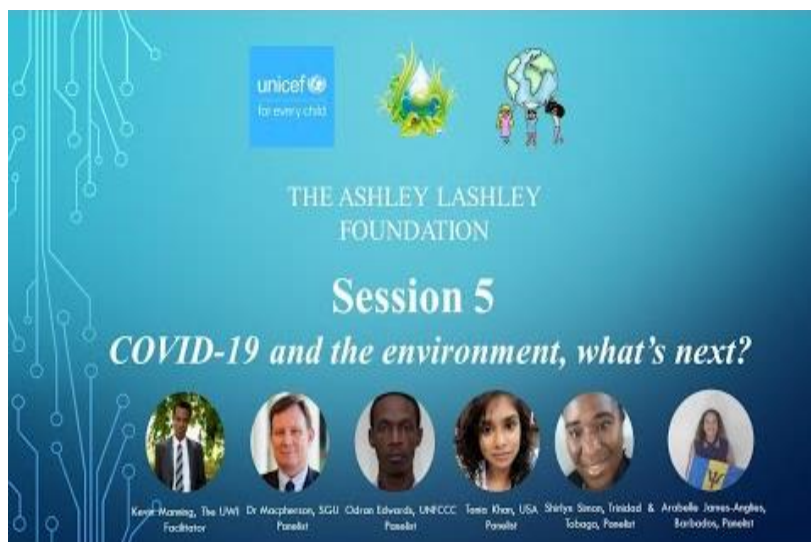 unicef
for every child
THE ASHLEY LASHLEY
FOUNDATION
Session 5
COVID-19 and the environment, what's next?
Kevin Manning, The UWI
Facilitator
Dr Macpherson, SGU
Panelist
Odran Edwards, UNFCCC
Panelist
Tania Khan, USA
Panelist
Shirlyn Simon, Trinidad &
Tobago, Panelist
Arabelle James-Anglies,
Barbados, Panelist